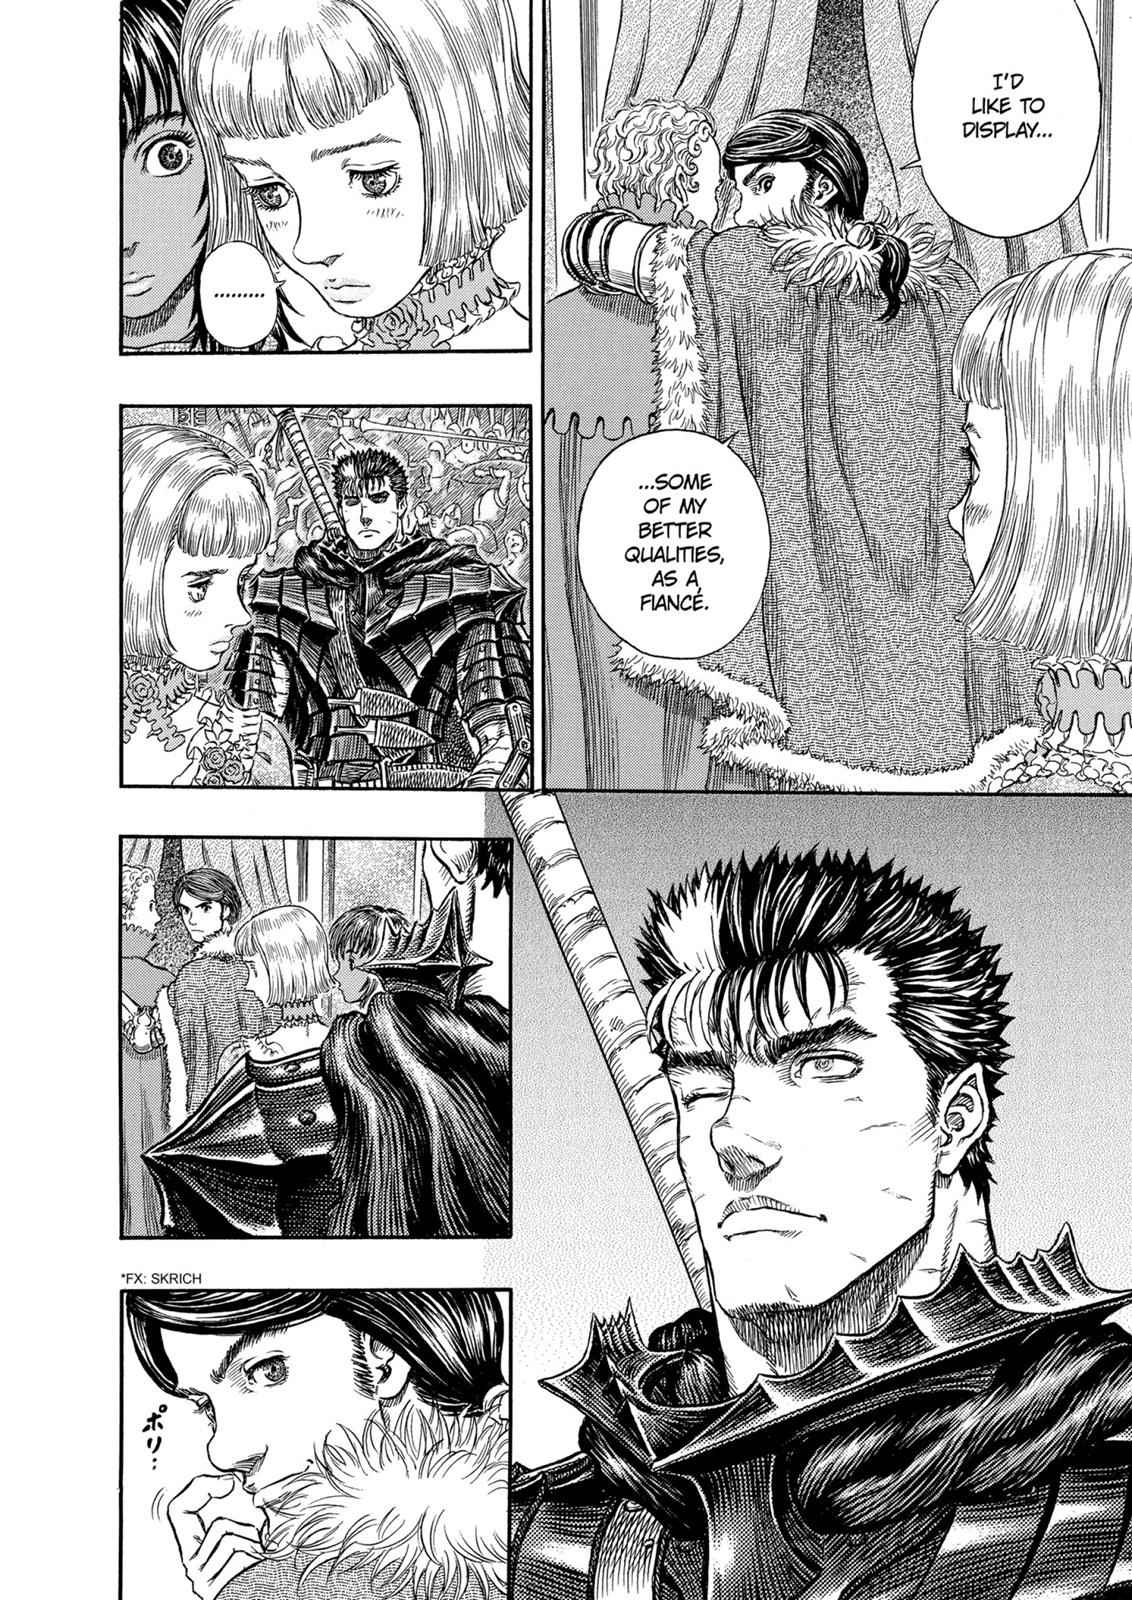 I'D
LIKE TO
DISPLAY...
...SOME
OF MY
BETTER
QUALITIES,
AS A
FIANCÉ.
..........
*FX: SKRICH
ポリ…